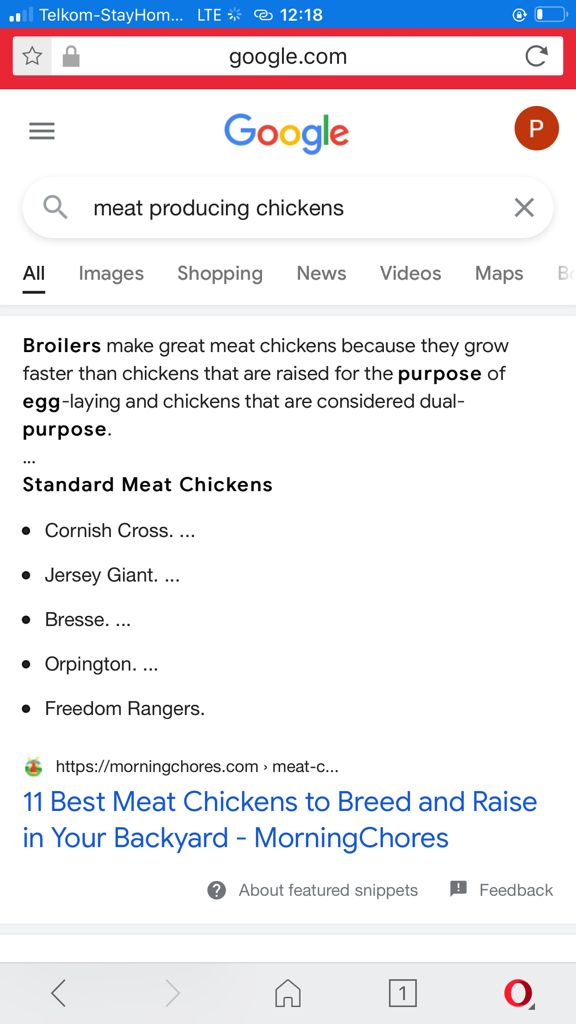 Telkom-StayHom... LTE 12:18
google.com
Google
P
meat producing chickens
All Images Shopping News Videos Maps
Broilers make great meat chickens because they grow
faster than chickens that are raised for the purpose of
egg-laying and chickens that are considered dual-
purpose.
...
Standard Meat Chickens
• Cornish Cross. ...
• Jersey Giant. ...
• Bresse. ...
• Orpington. ...
• Freedom Rangers.
https://morningchores.com › meat-c...
11 Best Meat Chickens to Breed and Raise
in Your Backyard - MorningChores
About featured snippets Feedback
1